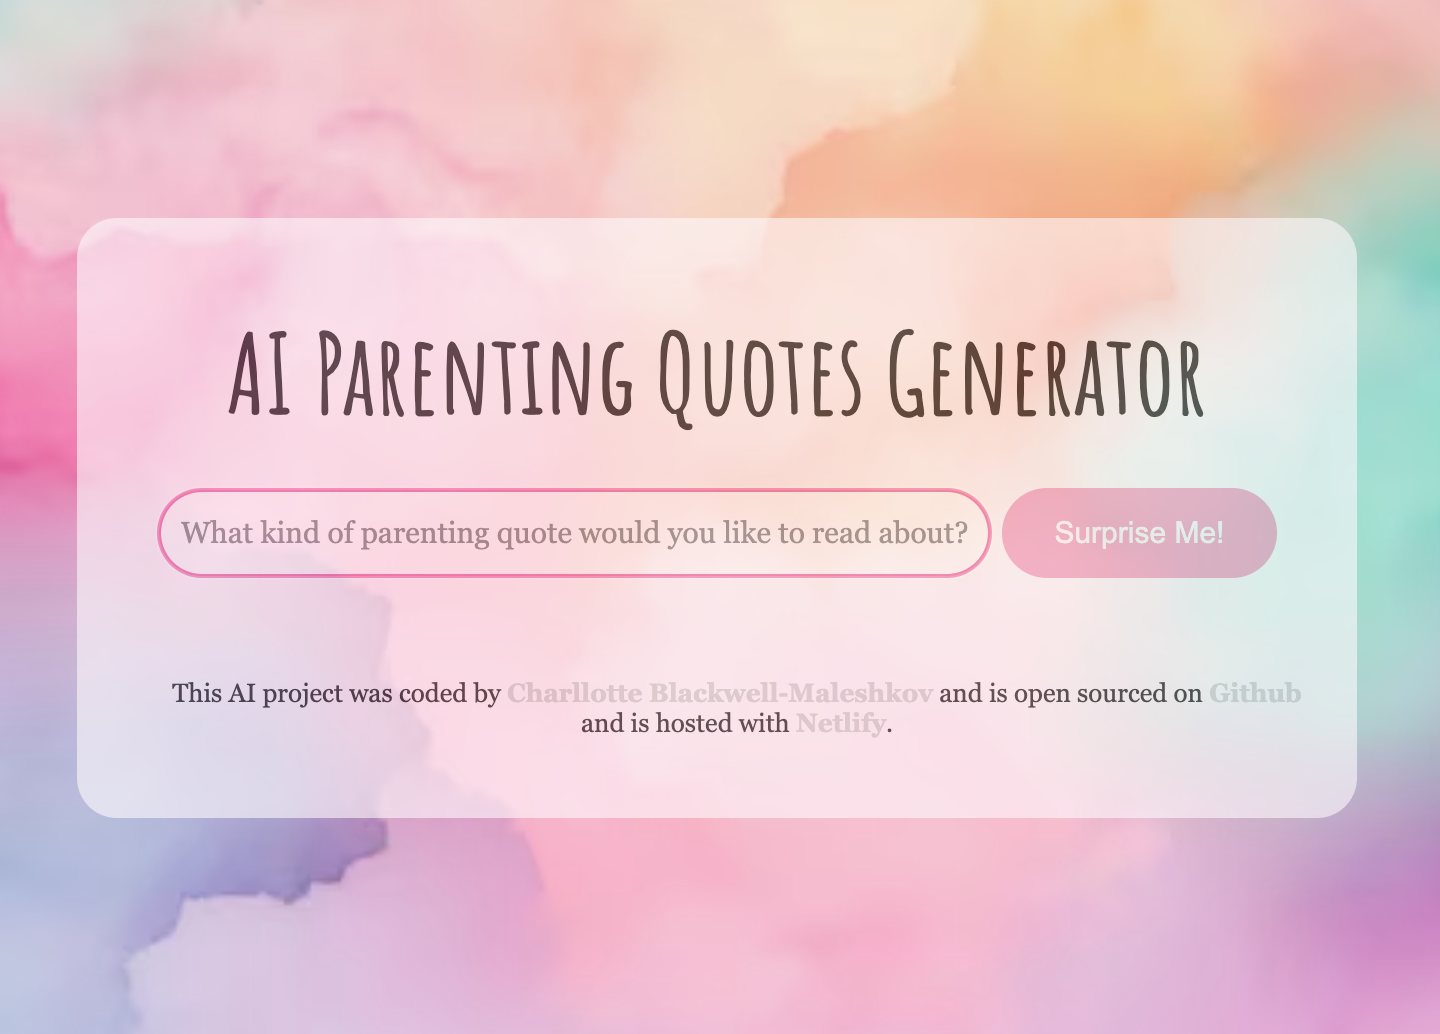 AI Parenting Quotes Generator
What kind of parenting quote would you like to read about?
Surprise Me!
This AI project was coded by Charllotte Blackwell-Maleshkov and is open sourced on Github
and is hosted with Netlify.